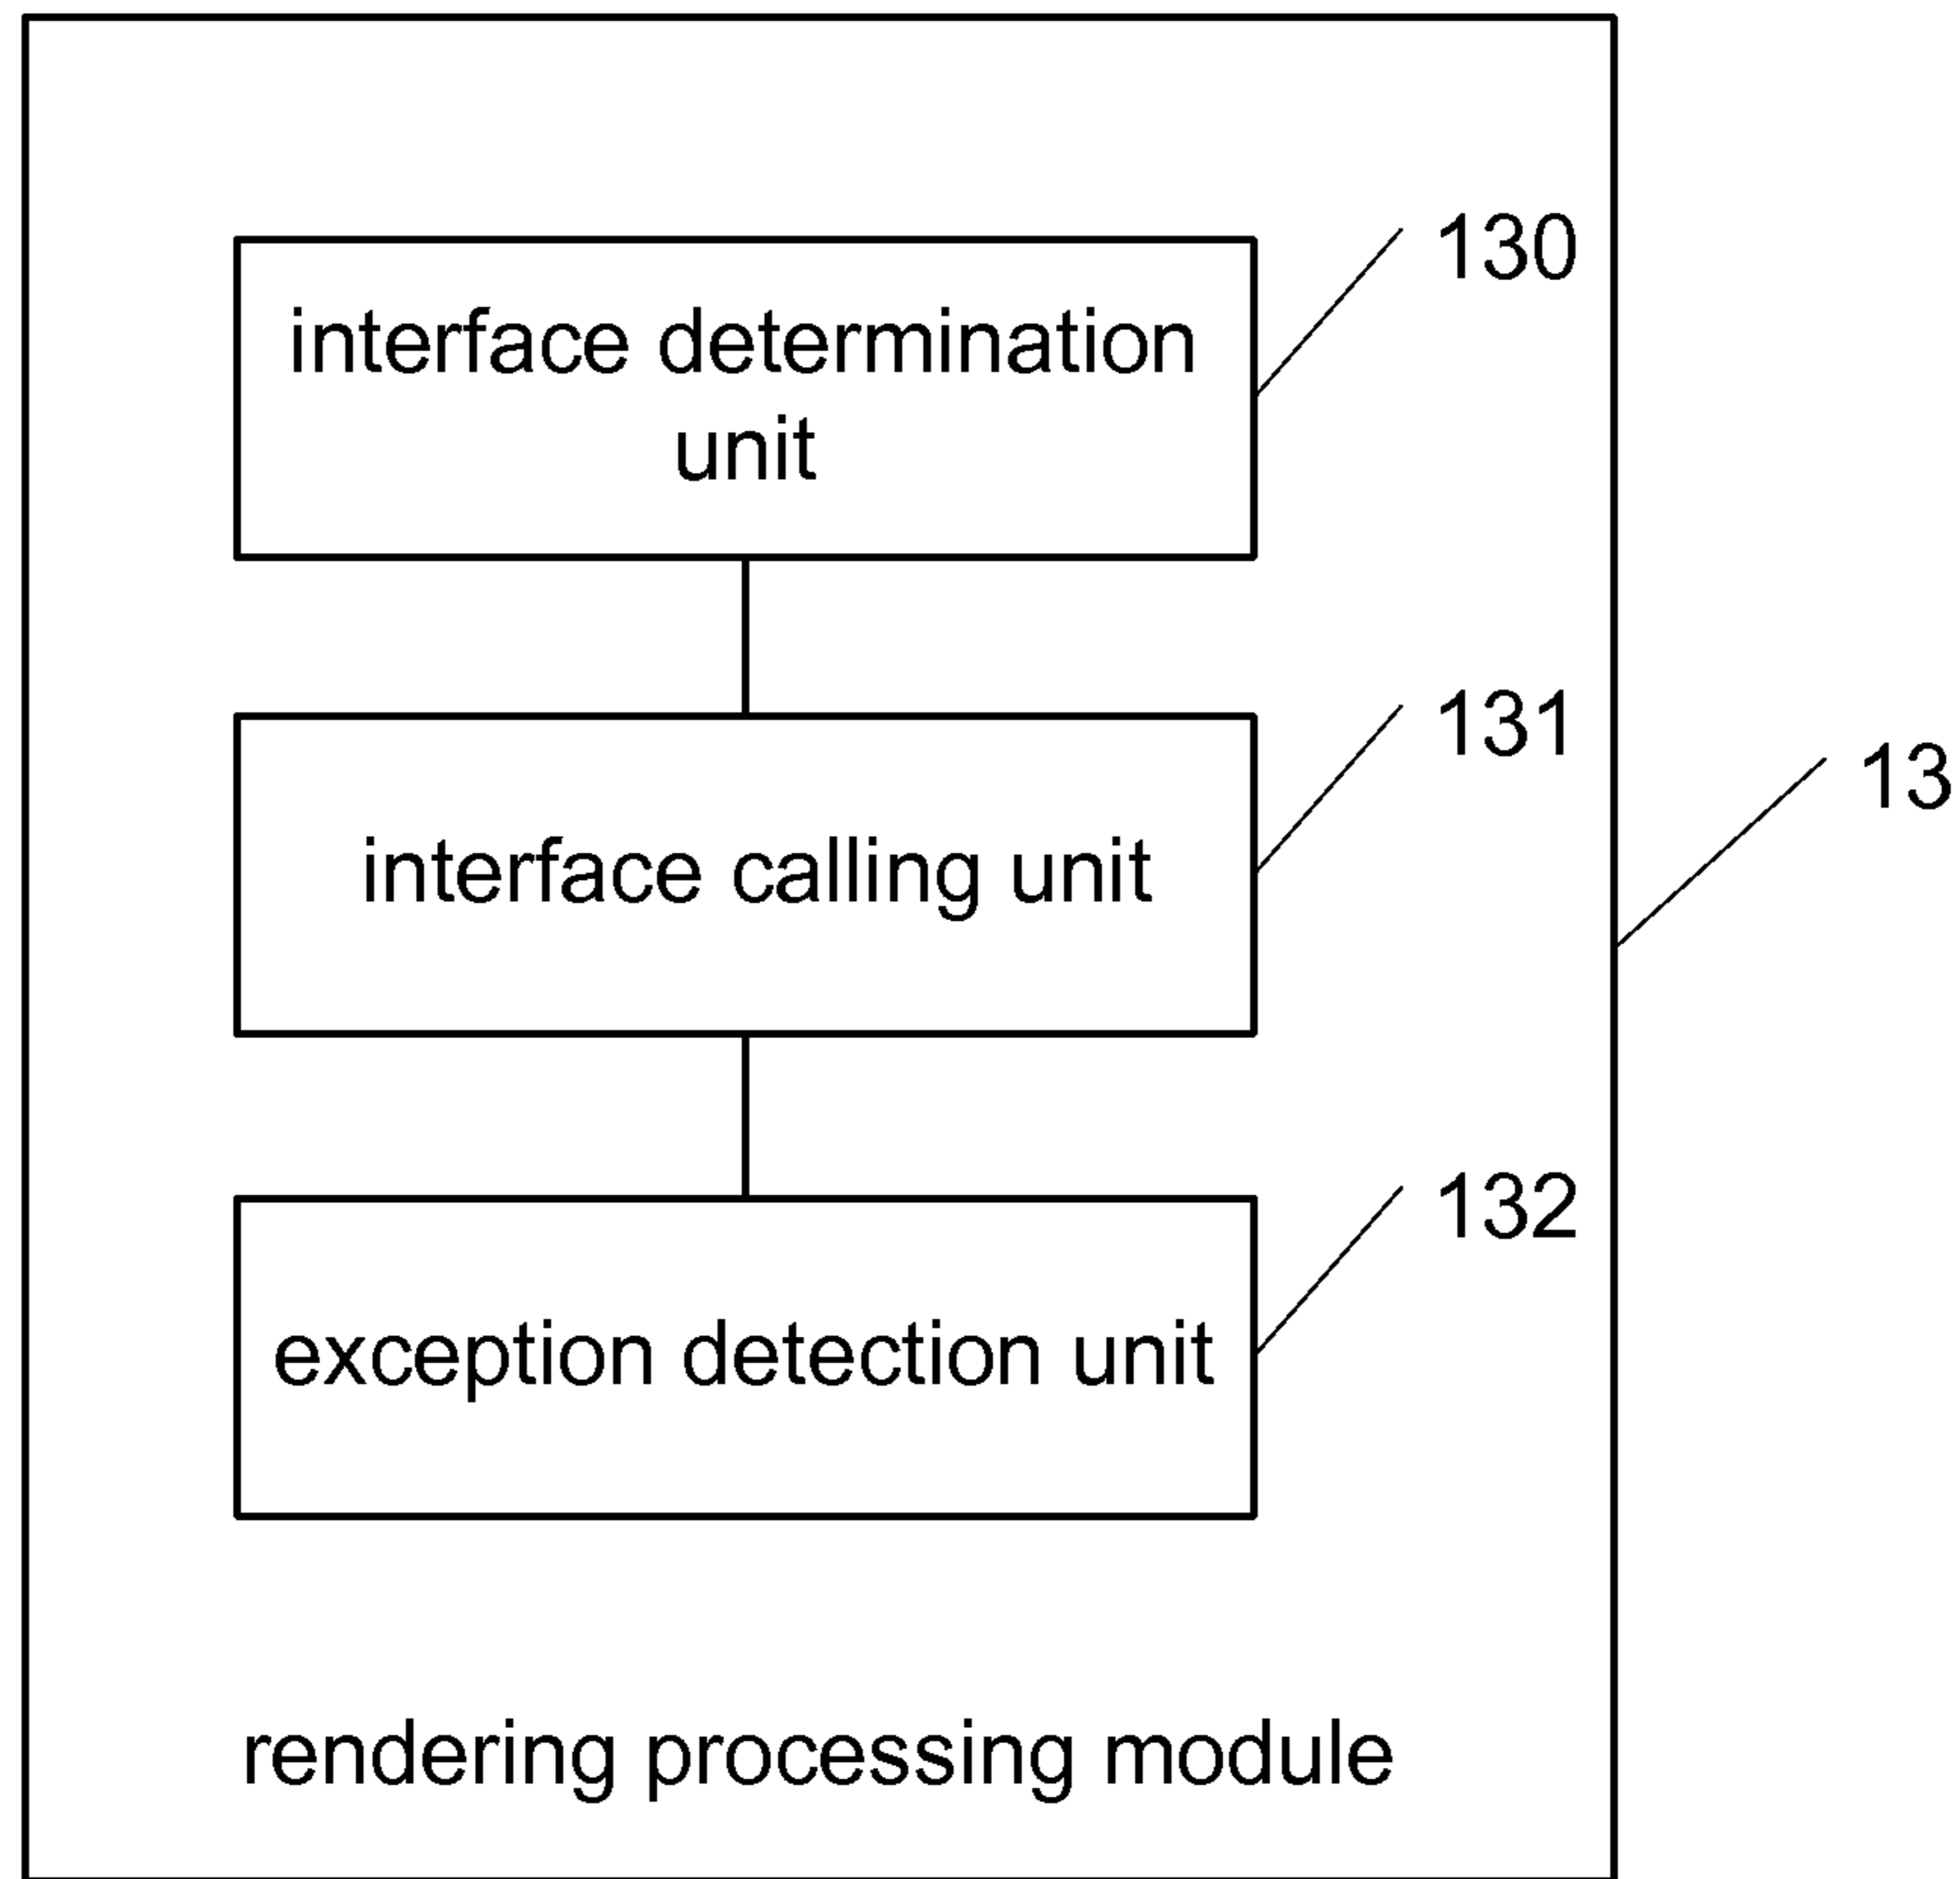 130
interface determination
unit
131
13
interface calling unit
132
exception detection unit
rendering processing module